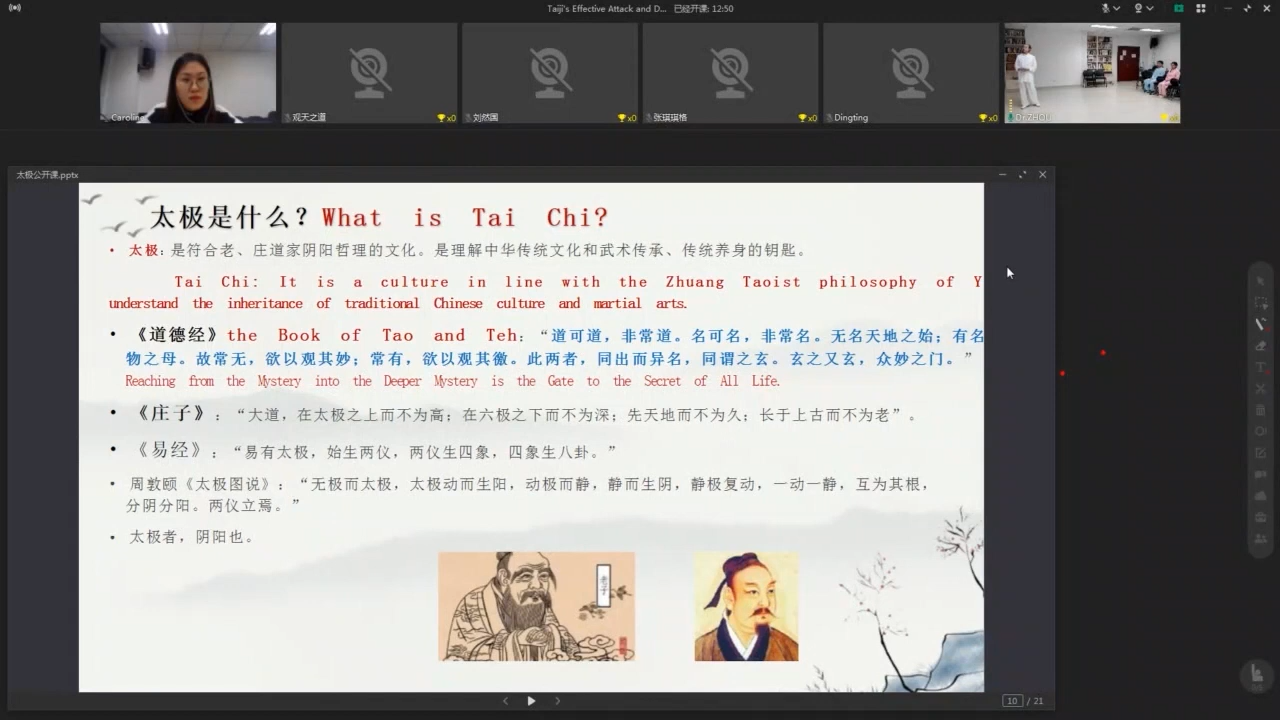 Taiji's Effective Attack and D... 已经开课: 12:50
Caroline
观天之道
x0
刘然国
x0
张琪琪格
x0
Dingting
x0
Dr.ZHOU
太极公开课.pptx
太极是什么？What is Tai Chi?
• 太极：是符合老、庄道家阴阳哲理的文化。是理解中华传统文化和武术传承、传统养身的钥匙。
Tai Chi: It is a culture in line with the Zhuang Taoist philosophy of Y
understand the inheritance of traditional Chinese culture and martial arts.
• 《道德经》the Book of Tao and Teh：“道可道，非常道。名可名，非常名。无名天地之始；有名
物之母。故常无，欲以观其妙；常有，欲以观其徼。此两者，同出而异名，同谓之玄。玄之又玄，众妙之门。”
Reaching from the Mystery into the Deeper Mystery is the Gate to the Secret of All Life.
• 《庄子》：“大道，在太极之上而不为高；在六极之下而不为深；先天地而不为久；长于上古而不为老”。
• 《易经》：“易有太极，始生两仪，两仪生四象，四象生八卦。”
• 周敦颐《太极图说》：“无极而太极，太极动而生阳，动极而静，静而生阴，静极复动，一动一静，互为其根，
分阴分阳。两仪立焉。”
• 太极者，阴阳也。
老子
10 / 21